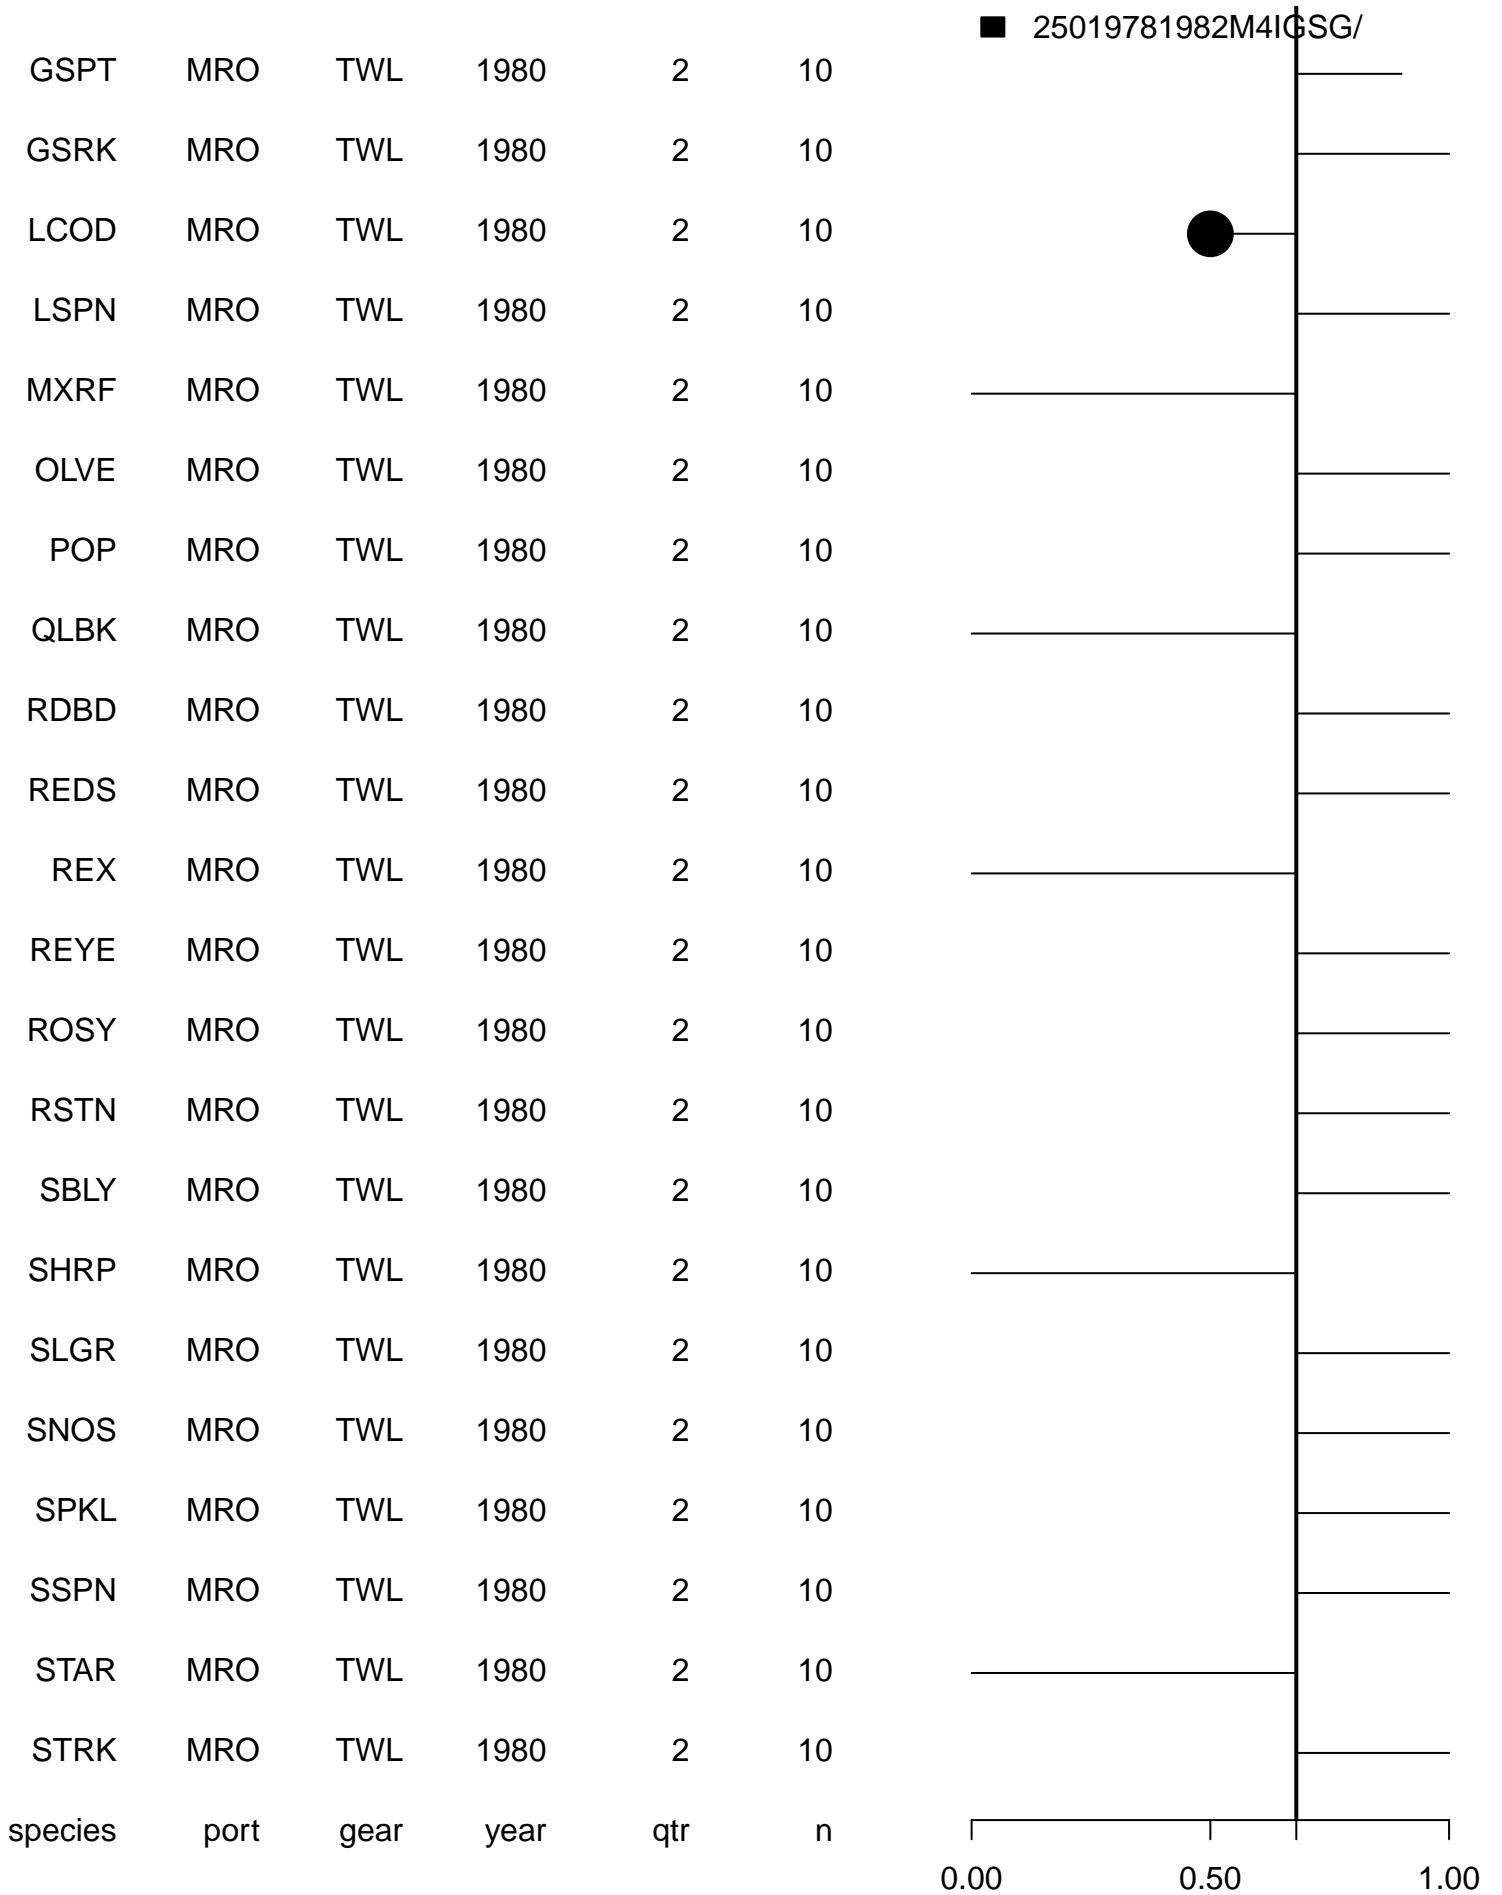 25019781982M4IGSG/
GSPT MRO TWL 1980 2 10
GSRK MRO TWL 1980 2 10
LCOD MRO TWL 1980 2 10
LSPN MRO TWL 1980 2 10
MXRF MRO TWL 1980 2 10
OLVE MRO TWL 1980 2 10
POP MRO TWL 1980 2 10
QLBK MRO TWL 1980 2 10
RDBD MRO TWL 1980 2 10
REDS MRO TWL 1980 2 10
REX MRO TWL 1980 2 10
REYE MRO TWL 1980 2 10
ROSY MRO TWL 1980 2 10
RSTN MRO TWL 1980 2 10
SBLY MRO TWL 1980 2 10
SHRP MRO TWL 1980 2 10
SLGR MRO TWL 1980 2 10
SNOS MRO TWL 1980 2 10
SPKL MRO TWL 1980 2 10
SSPN MRO TWL 1980 2 10
STAR MRO TWL 1980 2 10
STRK MRO TWL 1980 2 10
species port gear year qtr n
0.00 0.50 1.00